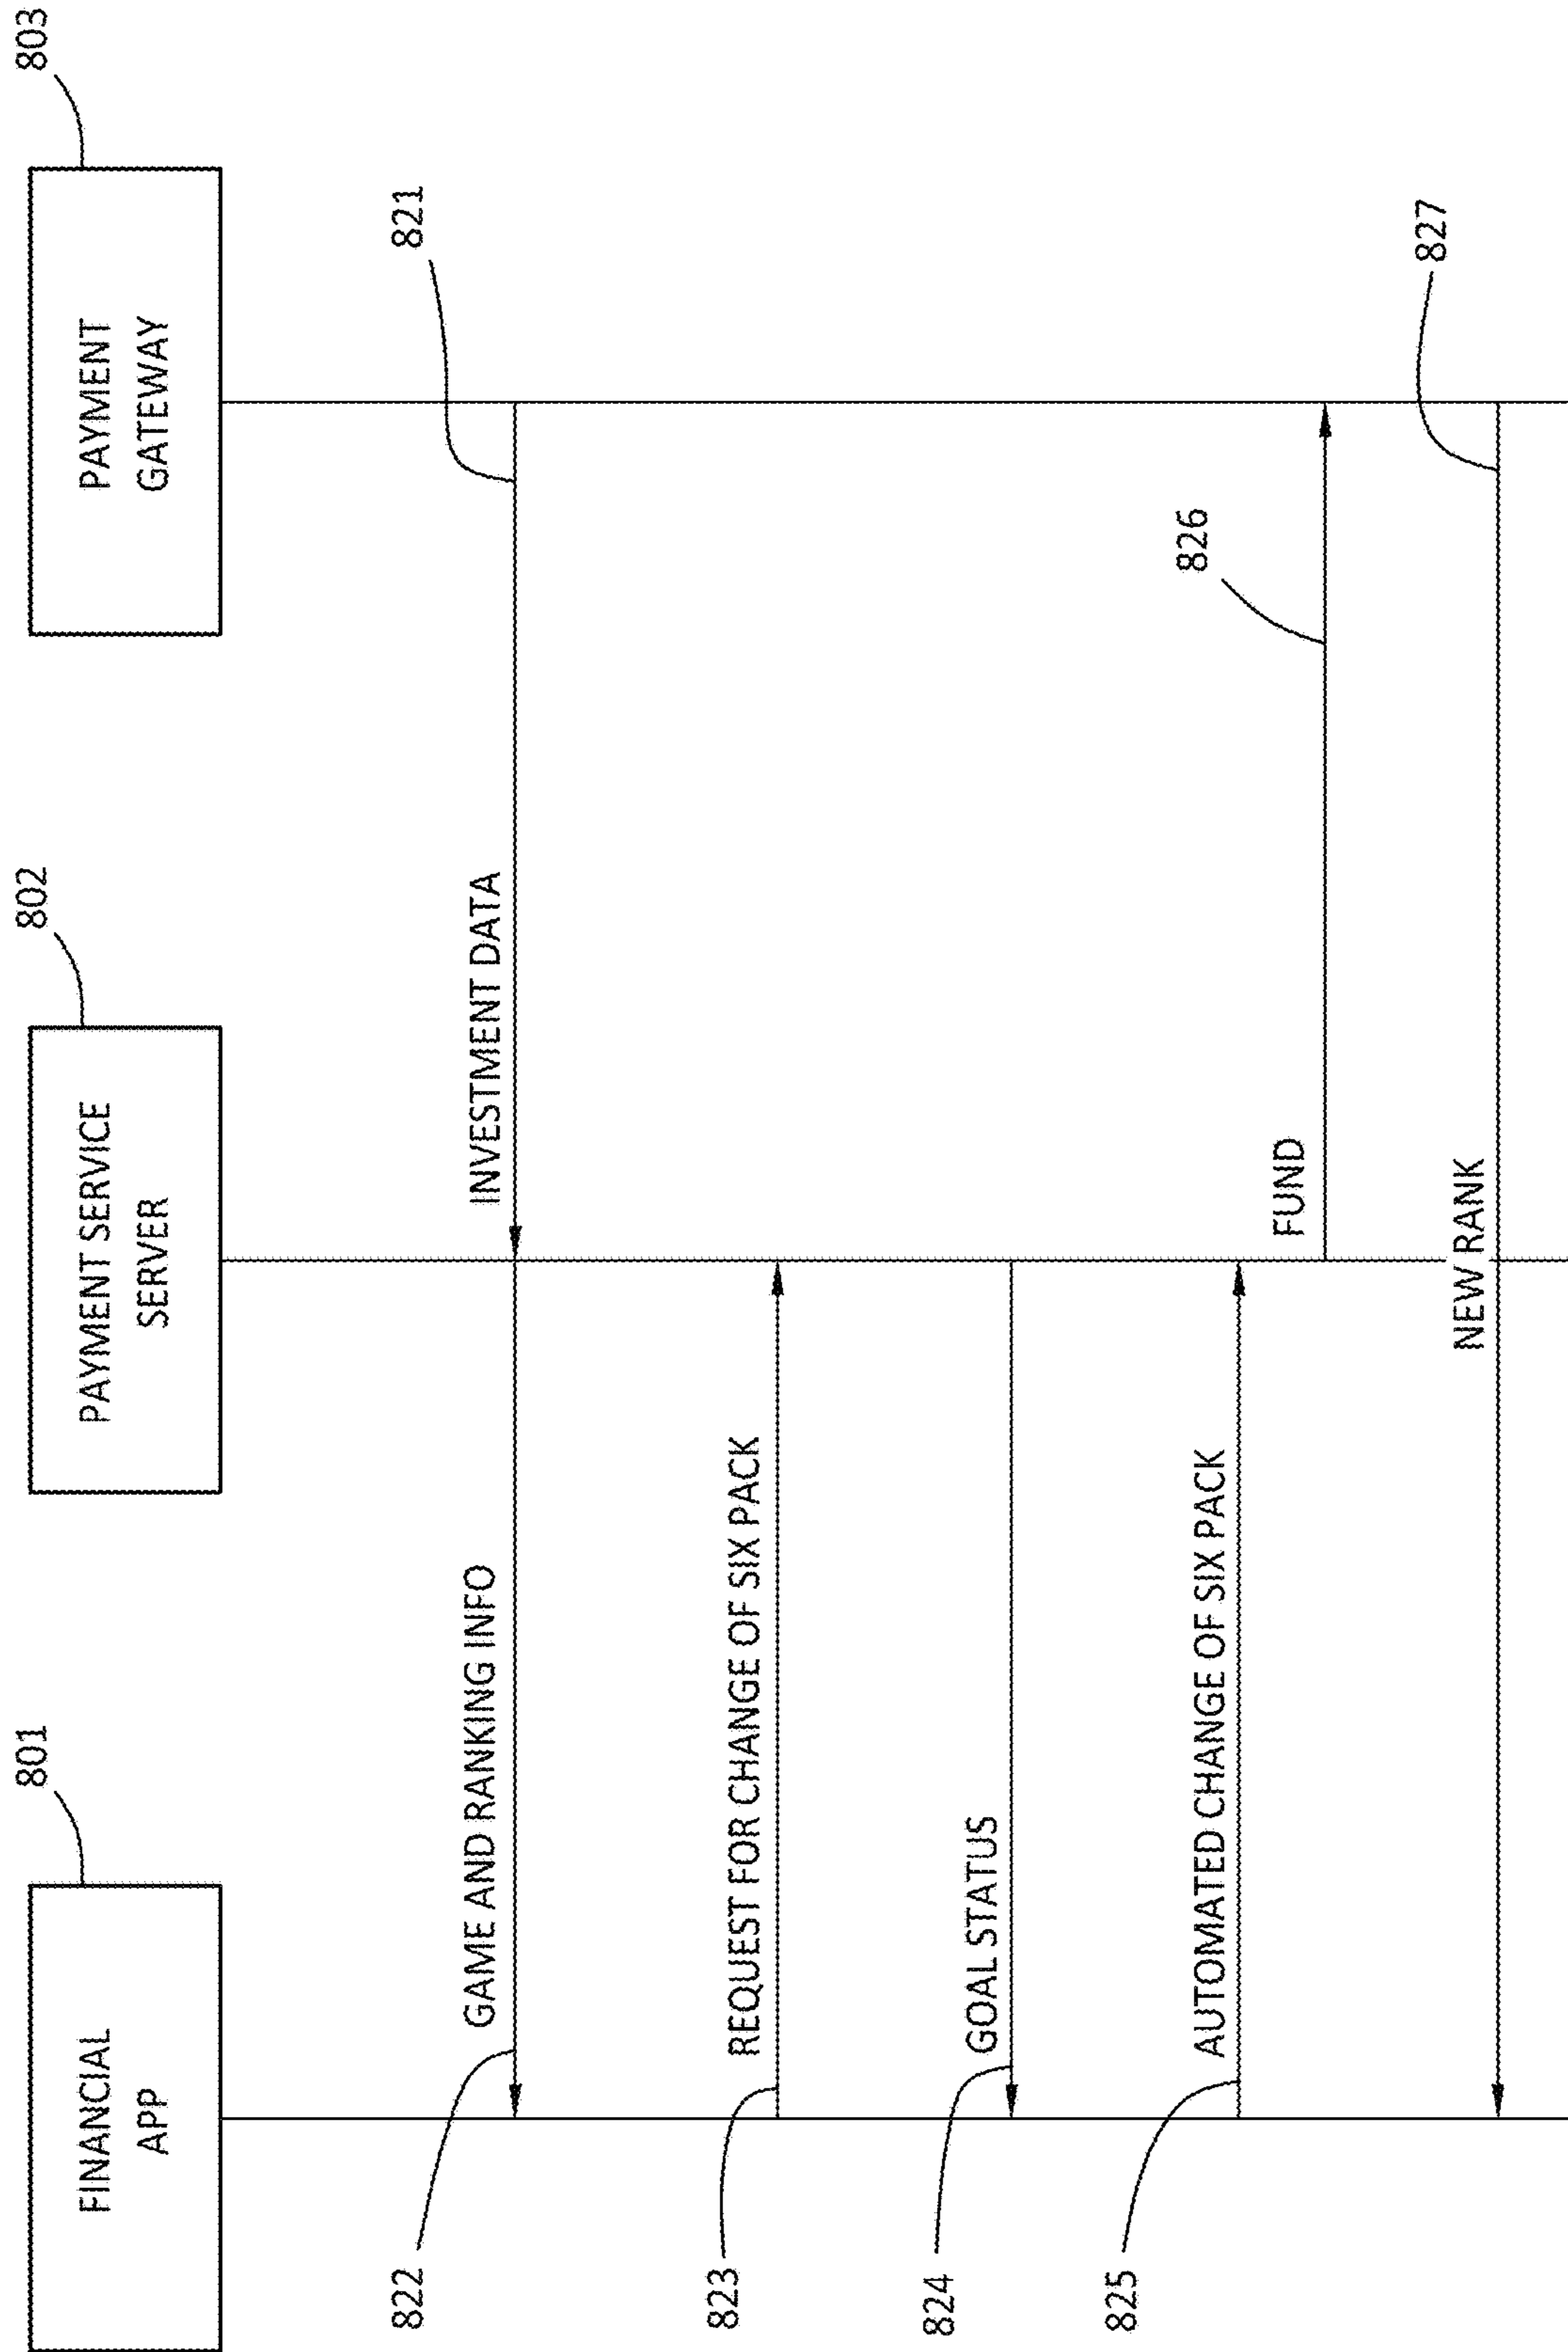 801
802
803
FINANCIAL
APP
PAYMENT SERVICE
SERVER
PAYMENT
GATEWAY
821
INVESTMENT DATA
822
GAME AND RANKING INFO
823
REQUEST FOR CHANGE OF SIX PACK
824
GOAL STATUS
825
AUTOMATED CHANGE OF SIX PACK
826
FUND
827
NEW RANK